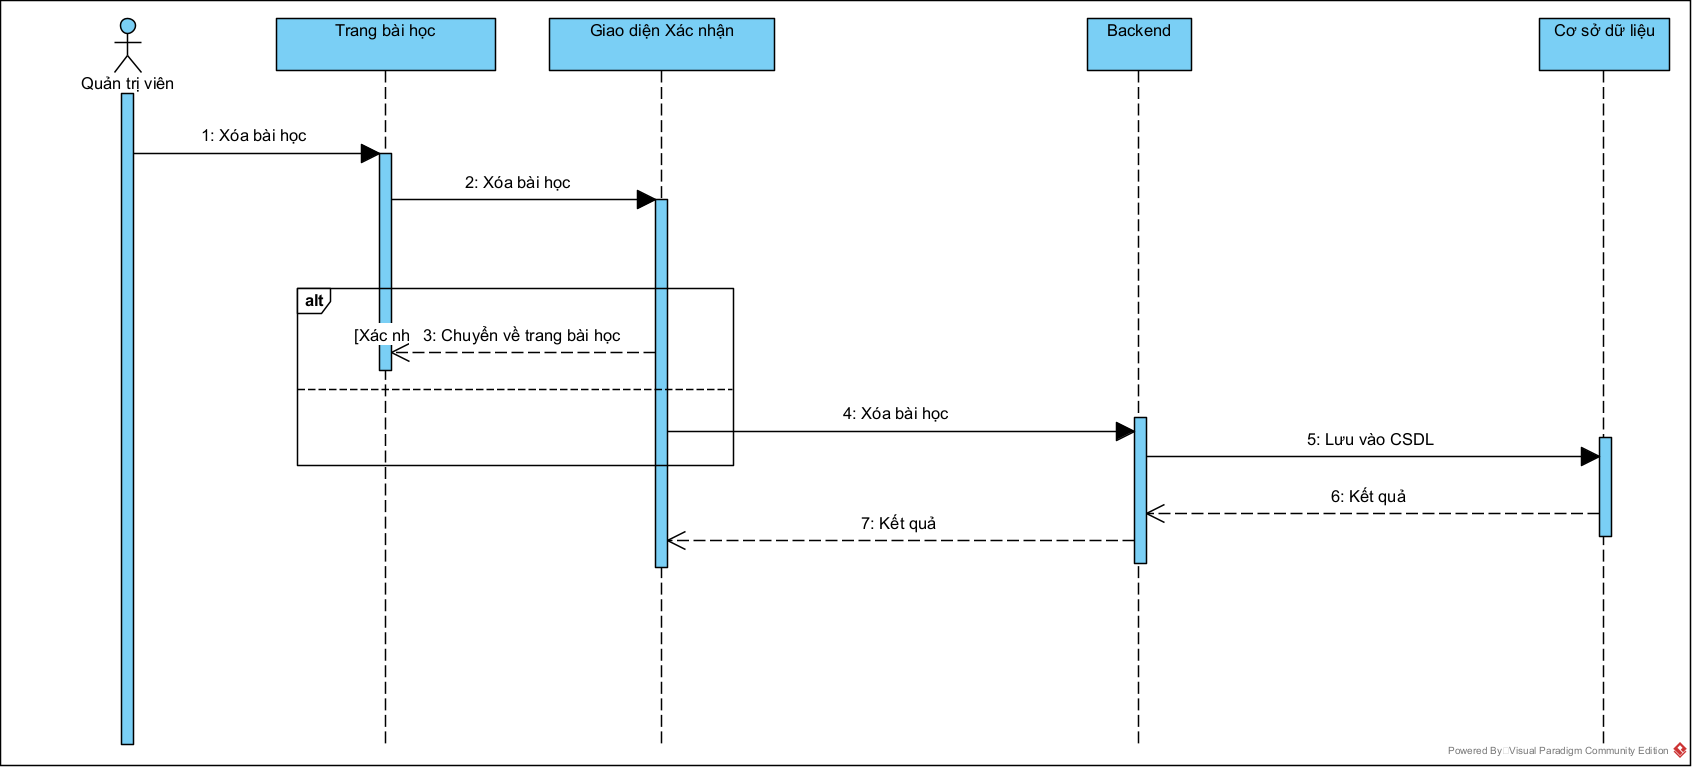 Trang bài học
Giao diện Xác nhận
Backend
Cơ sở dữ liệu
Quản trị viên
1: Xóa bài học
2: Xóa bài học
alt
[Xác nh
3: Chuyển về trang bài học
4: Xóa bài học
5: Lưu vào CSDL
6: Kết quả
7: Kết quả
Powered By Visual Paradigm Community Edition